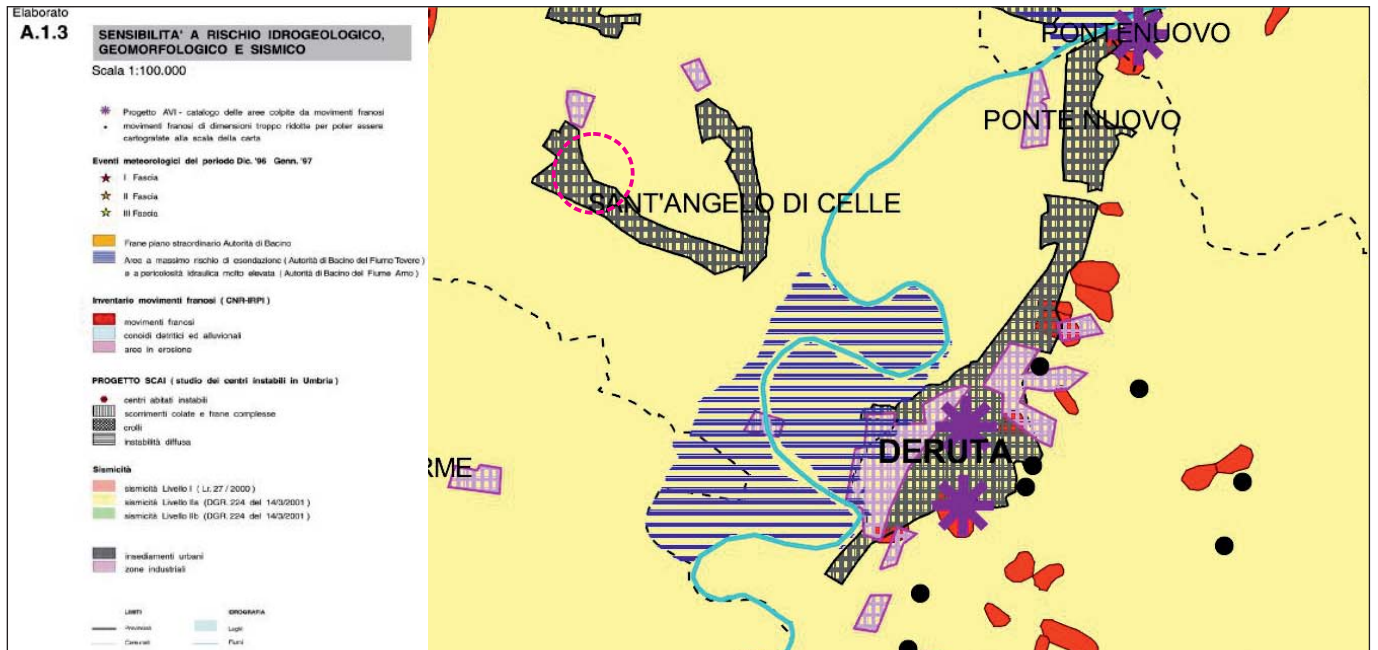 Elaborato
A.1.3
SENSIBILITA' A RISCHIO IDROGEOLOGICO,
GEOMORFOLOGICO E SISMICO
Scala 1:100.000
Progetto AVI - catalogo delle aree colpite da movimenti franosi
movimenti franosi di dimensioni troppo ridotte per poter essere
cartografate alla scala della carta
Eventi meteorologici del periodo Dic. '96 Genn. '97
I Fascia
II Fascia
III Fascia
Frane piano straordinario Autorità di Bacino
Aree a massimo rischio di esondazione ( Autorità di Bacino del Fiume Tevere )
e a pericolosità idraulica molto elevata ( Autorità di Bacino del Fiume Arno )
Inventario movimenti franosi ( CNR-IRPI )
movimenti franosi
conoidi detritici ed alluvionali
aree in erosione
PROGETTO SCAI ( studio dei centri instabili in Umbria )
centri abitati instabili
scorrimenti colate e frane complesse
crolli
instabilità diffusa
Sismicità
sismicità Livello I ( Lr. 27 / 2000 )
sismicità Livello IIa (DGR. 224 del 14/3/2001 )
sismicità Livello IIb (DGR. 224 del 14/3/2001 )
insediamenti urbani
zone industriali
LIMITI
IDROGRAFIA
Provinciali
Laghi
Comunali
Fiumi
PONTENUOVO
PONTE NUOVO
SANT'ANGELO DI CELLE
DERUTA
RME